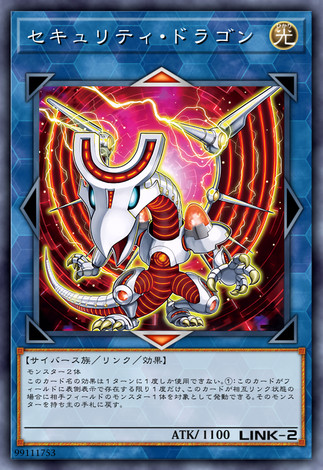 セキュリティ・ドラゴン
光
【サイバース族／リンク／効果】
モンスター２体
このカード名の効果は１ターンに１度しか使用できない。①：このカードがフ
ィールドに表側表示で存在する限り１度だけ、このカードが相互リンク状態の
場合に相手フィールドのモンスター１体を対象として発動できる。そのモンス
ターを持ち主の手札に戻す。
ATK/1100 LINK-2
99111753